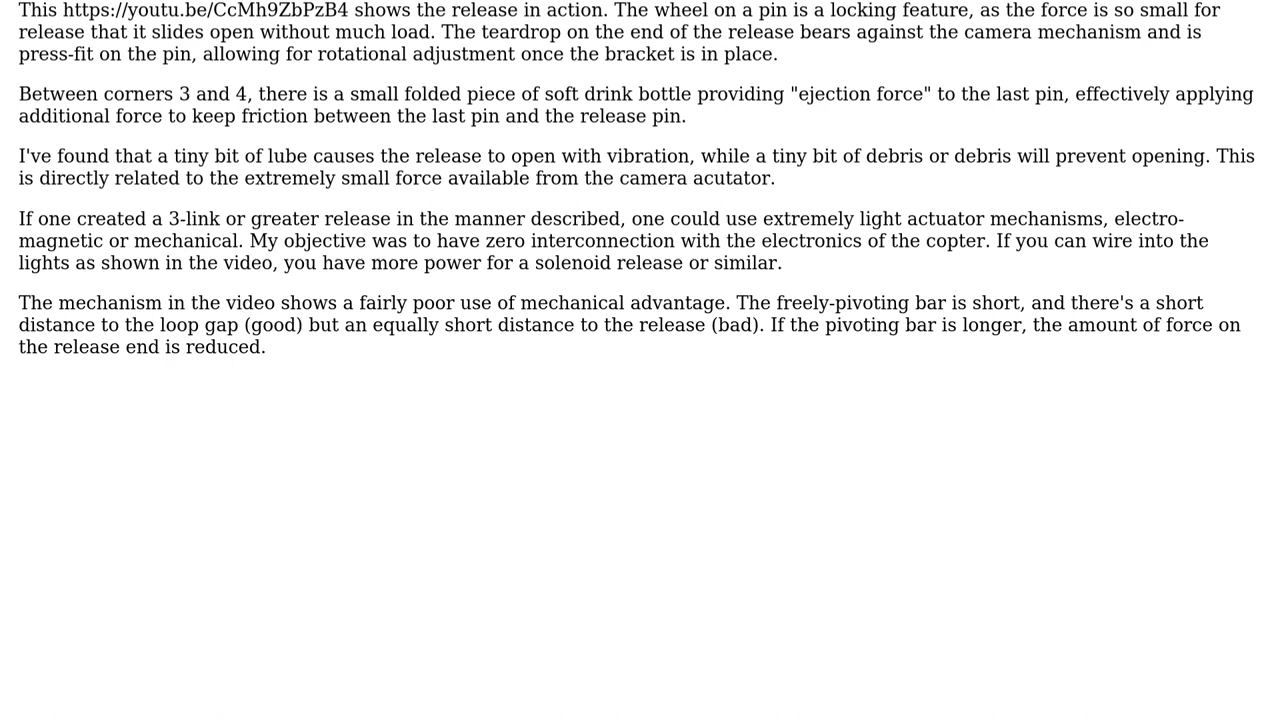 This https://youtu.be/CcMh9ZbPzB4 shows the release in action. The wheel on a pin is a locking feature, as the force is so small for
release that it slides open without much load. The teardrop on the end of the release bears against the camera mechanism and is
press-fit on the pin, allowing for rotational adjustment once the bracket is in place.
Between corners 3 and 4, there is a small folded piece of soft drink bottle providing "ejection force" to the last pin, effectively applying
additional force to keep friction between the last pin and the release pin.
I've found that a tiny bit of lube causes the release to open with vibration, while a tiny bit of debris or debris will prevent opening. This
is directly related to the extremely small force available from the camera acutator.
If one created a 3-link or greater release in the manner described, one could use extremely light actuator mechanisms, electro-
magnetic or mechanical. My objective was to have zero interconnection with the electronics of the copter. If you can wire into the
lights as shown in the video, you have more power for a solenoid release or similar.
The mechanism in the video shows a fairly poor use of mechanical advantage. The freely-pivoting bar is short, and there's a short
distance to the loop gap (good) but an equally short distance to the release (bad). If the pivoting bar is longer, the amount of force on
the release end is reduced.